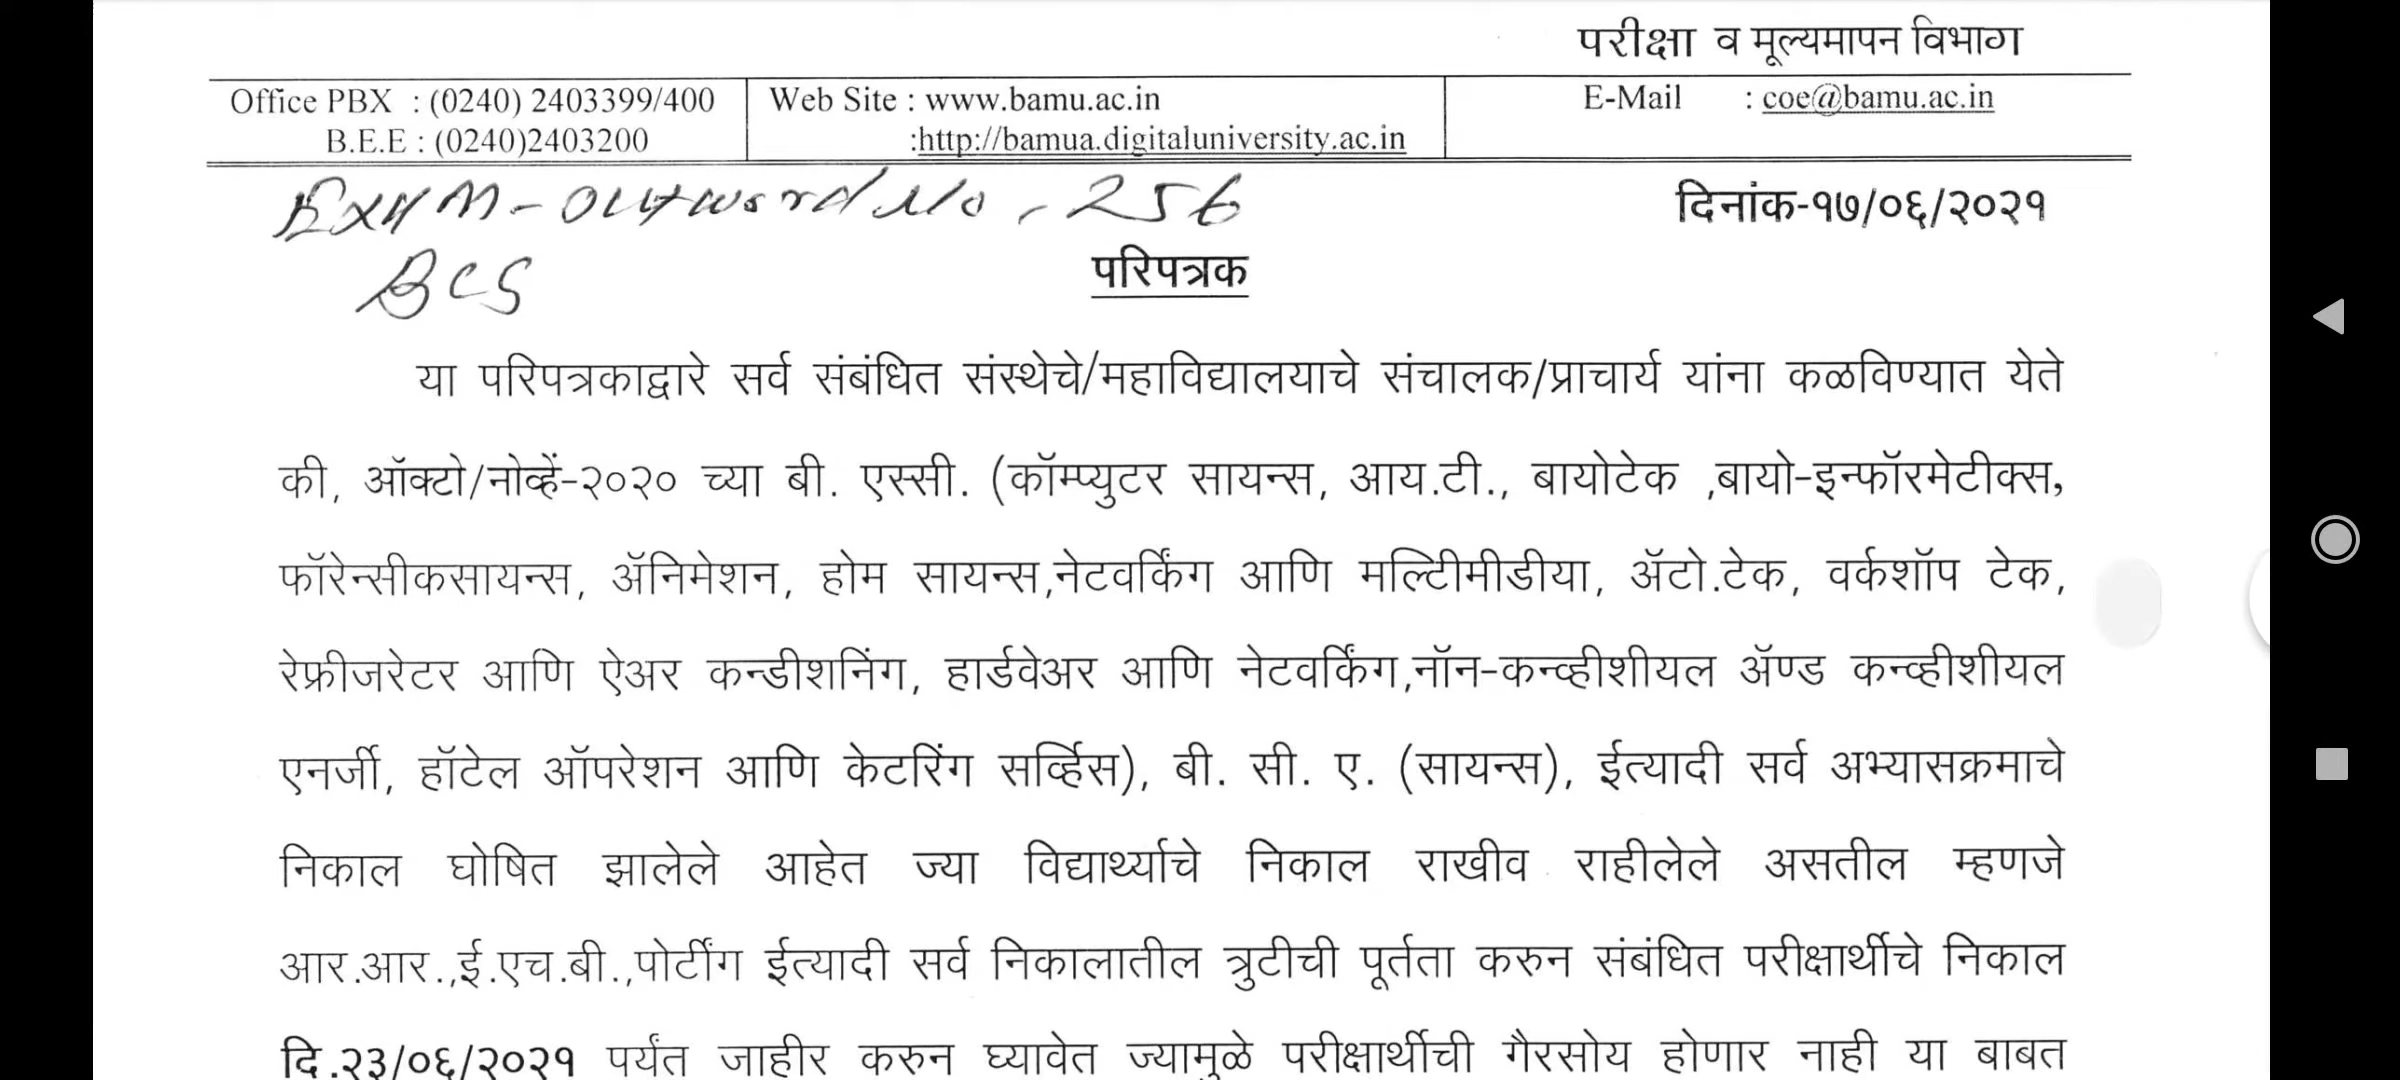 परीक्षा व मूल्यमापन विभाग
Office PBX : (0240) 2403399/400
B.E.E : (0240)2403200
Web Site : www.bamu.ac.in
:http://bamua.digitaluniversity.ac.in
E-Mail : coe@bamu.ac.in
Exam-Outword No. 256
BCS
दिनांक-१७/०६/२०२१
परिपत्रक
या परिपत्रकाद्वारे सर्व संबंधित संस्थेचे/महाविद्यालयाचे संचालक/प्राचार्य यांना कळविण्यात येते
की, ऑक्टो/नोव्हें-२०२० च्या बी. एस्सी. (कॉम्प्युटर सायन्स, आय.टी., बायोटेक ,बायो-इन्फॉरमेटीक्स,
फॉरेन्सीकसायन्स, ॲनिमेशन, होम सायन्स,नेटवर्किंग आणि मल्टिमीडीया, ॲटो.टेक, वर्कशॉप टेक,
रेफ्रीजरेटर आणि ऐअर कन्डीशनिंग, हार्डवेअर आणि नेटवर्किंग,नॉन-कन्व्हीशीयल ॲण्ड कन्व्हीशीयल
एनर्जी, हॉटेल ऑपरेशन आणि केटरिंग सर्व्हिस), बी. सी. ए. (सायन्स), ईत्यादी सर्व अभ्यासक्रमाचे
निकाल घोषित झालेले आहेत ज्या विद्यार्थ्याचे निकाल राखीव राहीलेले असतील म्हणजे
आर.आर.,ई.एच.बी.,पोर्टींग ईत्यादी सर्व निकालातील त्रुटीची पूर्तता करुन संबंधित परीक्षार्थीचे निकाल
दि.२३/०६/२०२१ पर्यंत जाहीर करुन घ्यावेत ज्यामुळे परीक्षार्थीची गैरसोय होणार नाही या बाबत